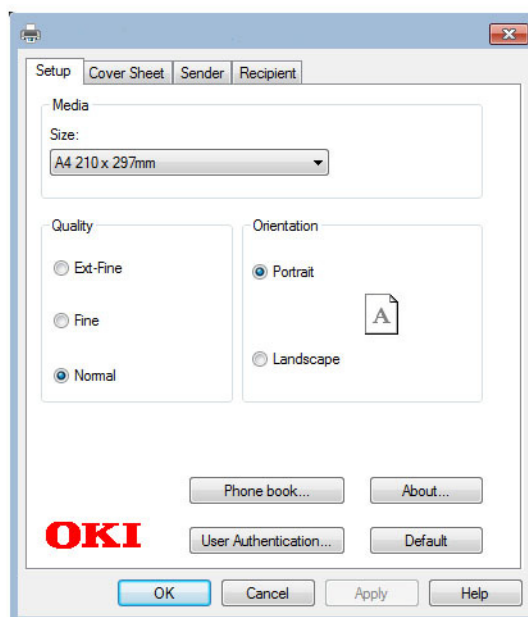 Setup Cover Sheet Sender Recipient
Media
Size:
A4 210 x 297mm
Quality
Ext-Fine
Fine
Normal
Orientation
Portrait
A
Landscape
Phone book... About...
OKI User Authentication... Default
OK Cancel Apply Help